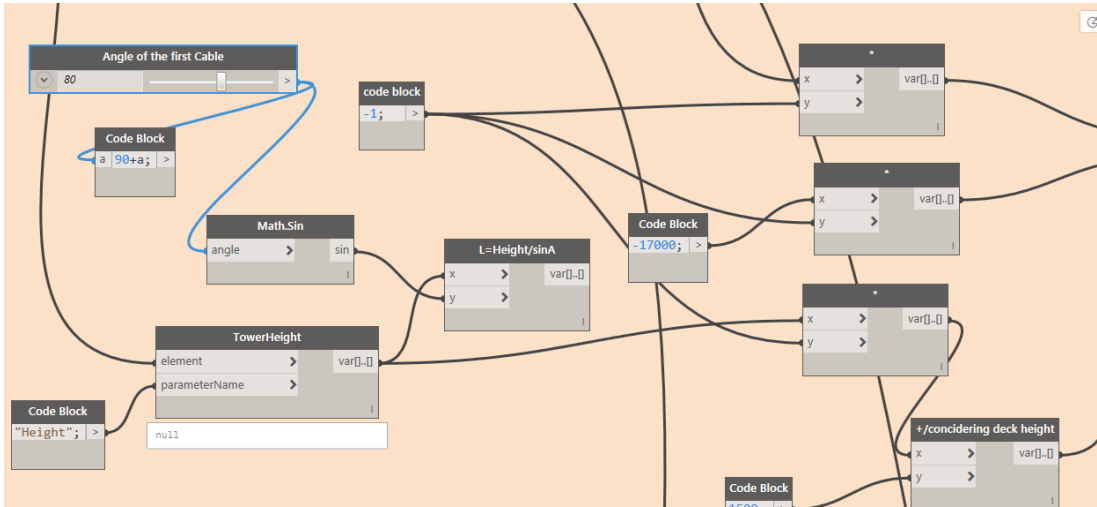 Angle of the first Cable
80
>
Code Block
a 90+a; >
code block
-1; >
Math.Sin
angle > sin
L=Height/sinA
x > var[]..[]
y >
TowerHeight
element > var[]..[]
parameterName >
null
Code Block
"Height"; >
*
x > var[]..[]
y >
*
x > var[]..[]
y >
Code Block
-17000; >
*
x > var[]..[]
y >
+/concidering deck height
x > var[]..[]
y >
Code Block